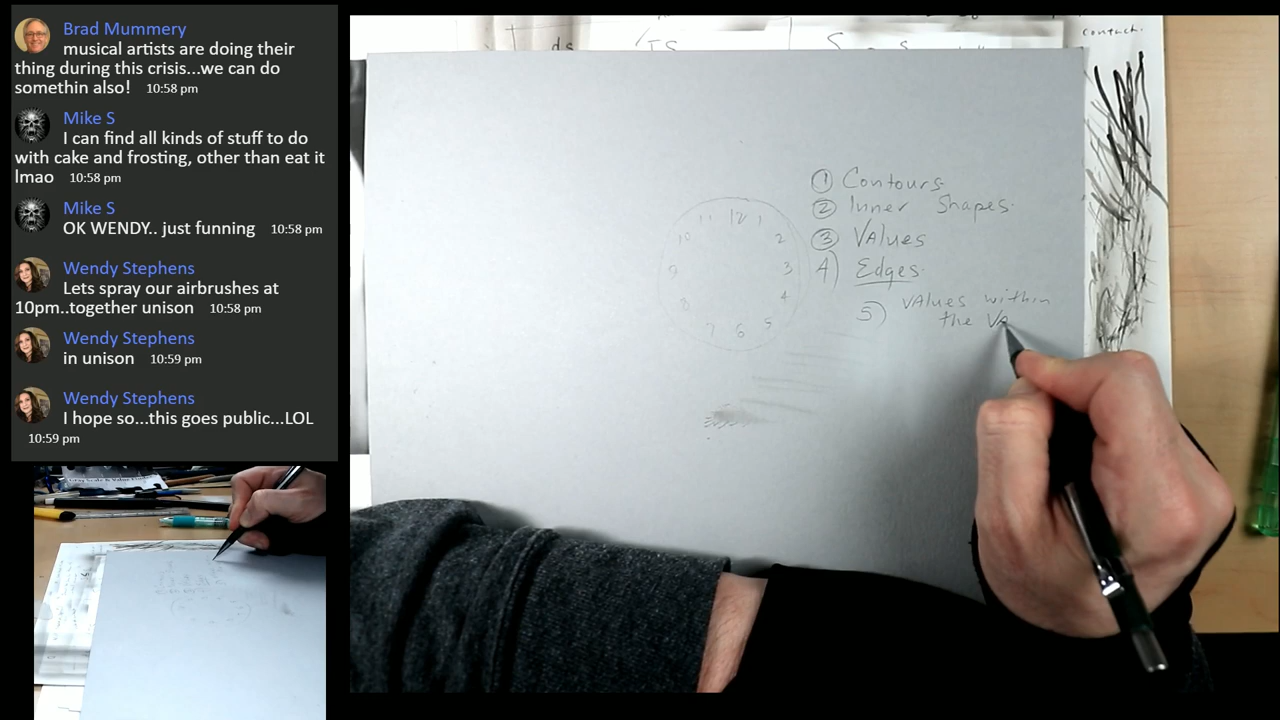 Brad Mummery
musical artists are doing their
thing during this crisis...we can do
somethin also! 10:58 pm
Mike S
I can find all kinds of stuff to do
with cake and frosting, other than eat it
lmao 10:58 pm
Mike S
OK WENDY.. just funning 10:58 pm
Wendy Stephens
Lets spray our airbrushes at
10pm..together unison 10:58 pm
Wendy Stephens
in unison 10:59 pm
Wendy Stephens
I hope so...this goes public...LOL
10:59 pm
contact.
ds
12
1
2
3
4
5
6
7
8
9
10
11
① Contours
② Inner Shapes.
③ Values
4) Edges.
5) Values within
the VA